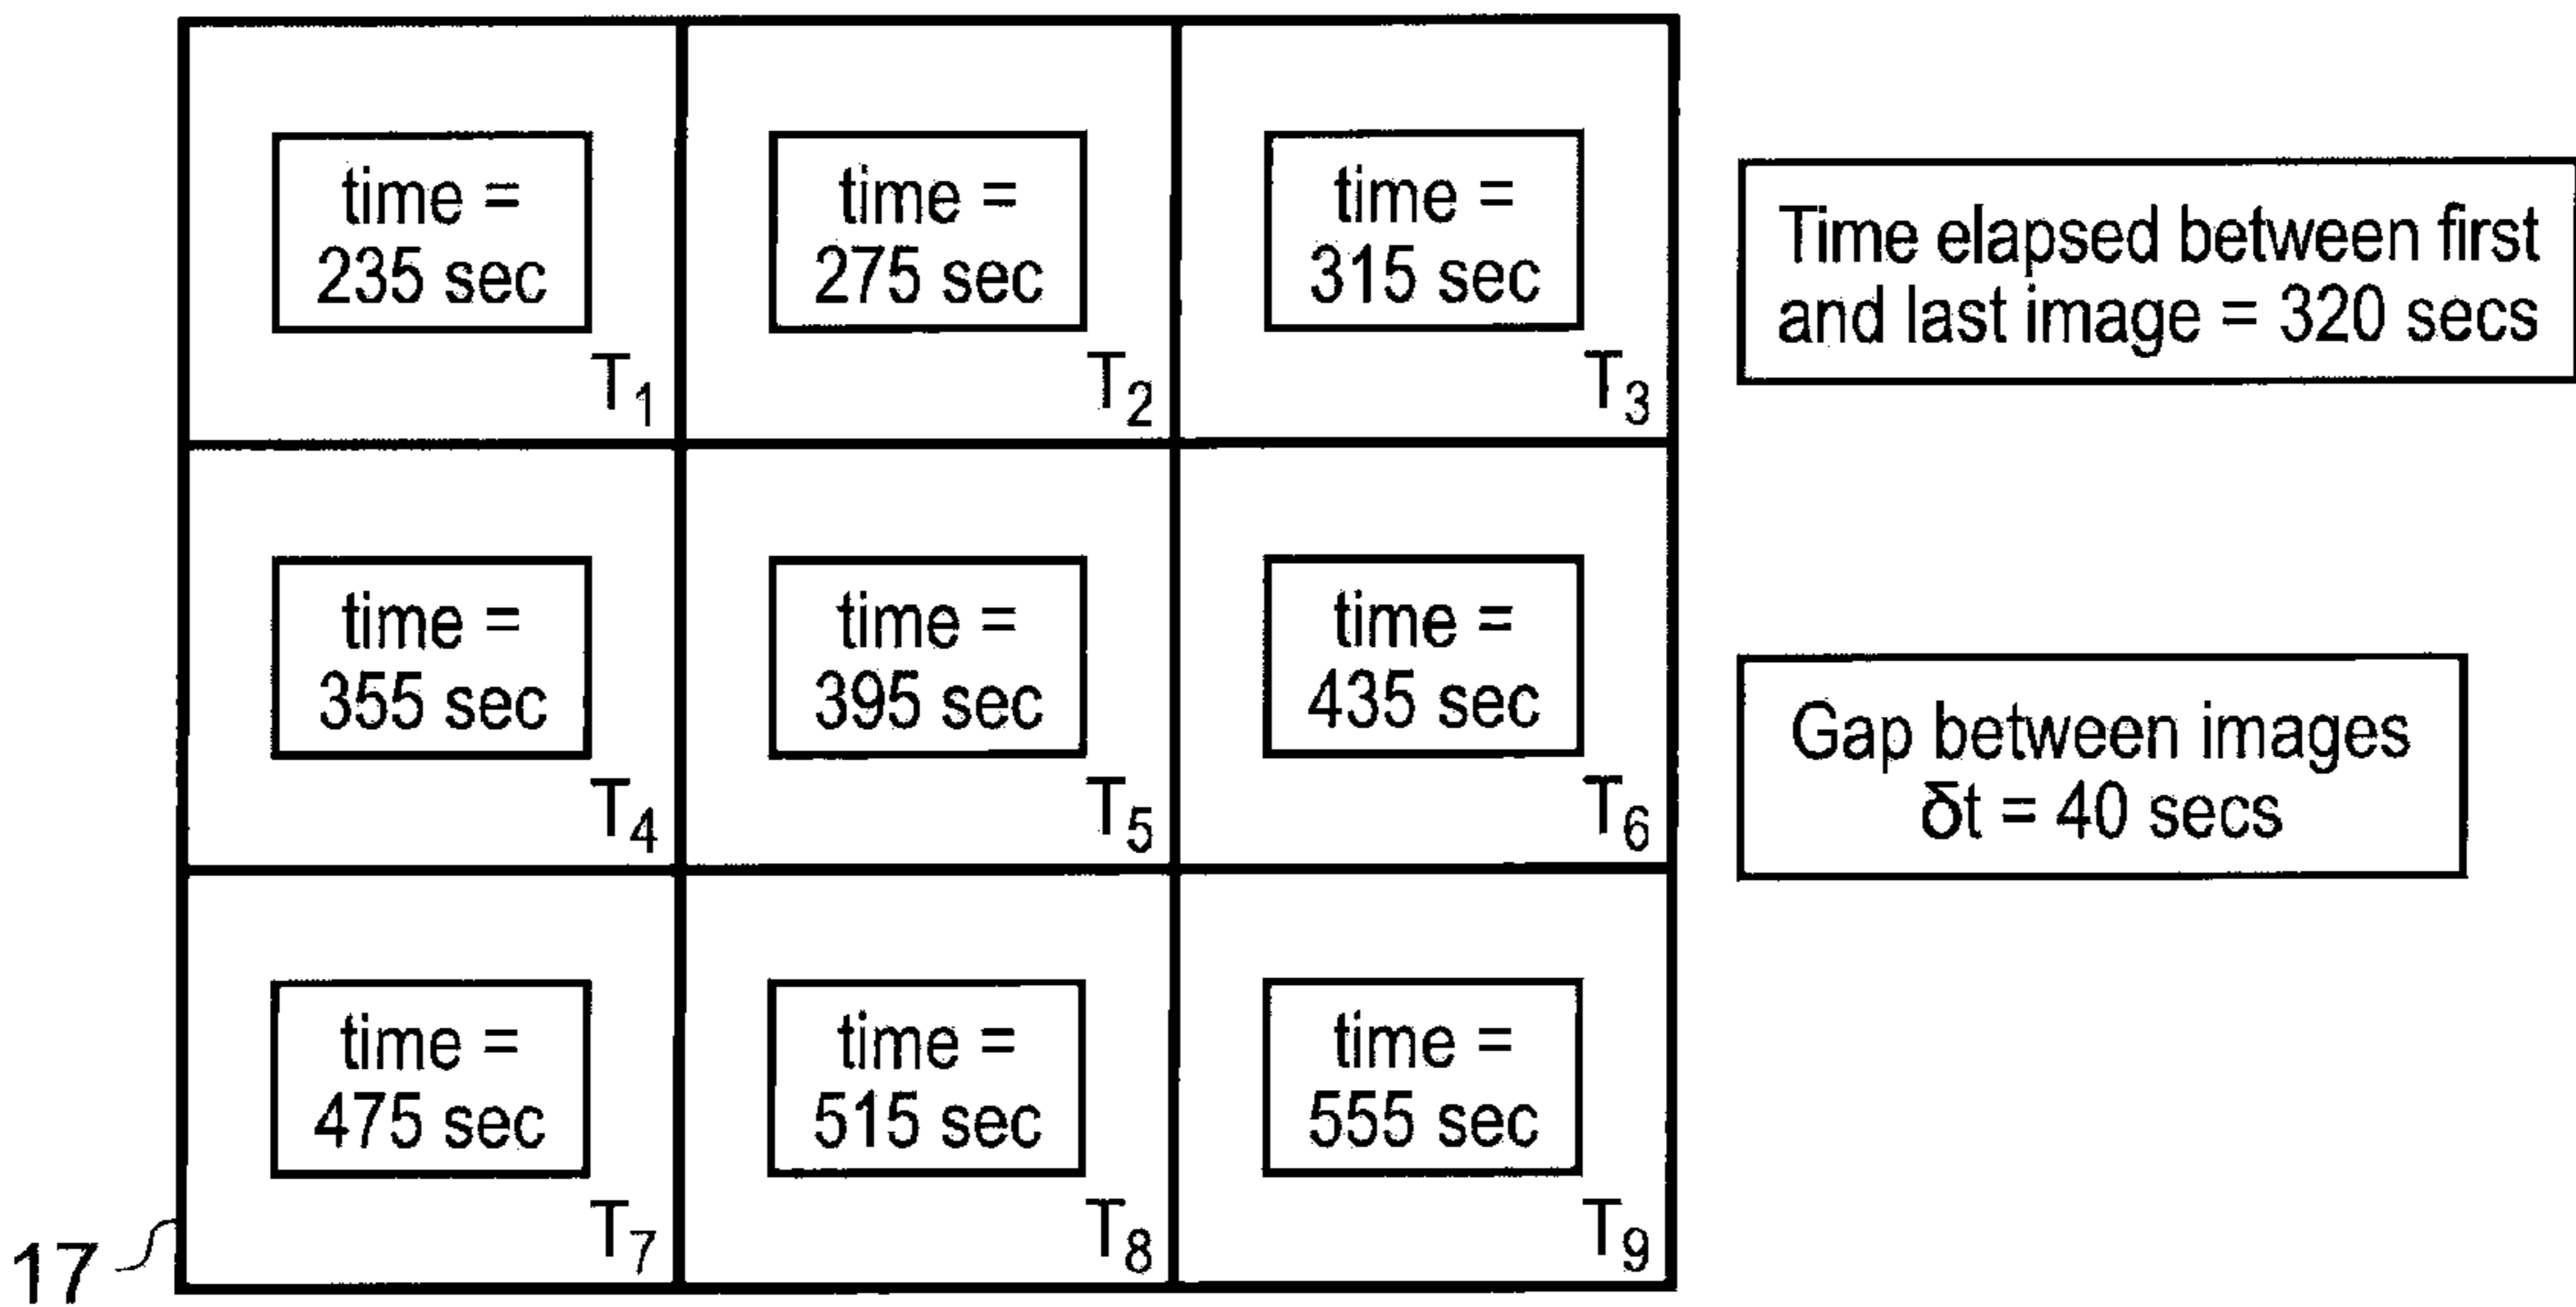 time =
235 sec
T1
time =
275 sec
T2
time =
315 sec
T3
Time elapsed between first
and last image = 320 secs
time =
355 sec
T4
time =
395 sec
T5
time =
435 sec
T6
Gap between images
δt = 40 secs
time =
475 sec
T7
time =
515 sec
T8
time =
555 sec
T9
17